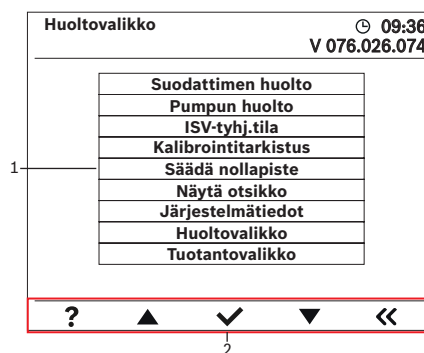 Huoltovalikko 09:36
V 076.026.074
Suodattimen huolto
Pumpun huolto
ISV-tyhj.tila
Kalibrointitarkistus
1 Säädä nollapiste
Näytä otsikko
Järjestelmätiedot
Huoltovalikko
Tuotantovalikko
?
2